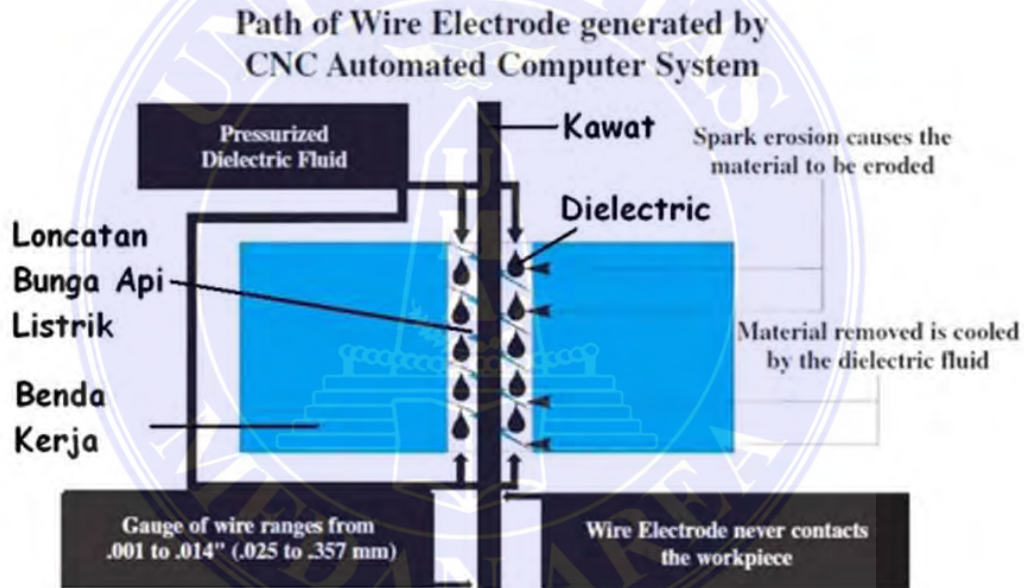 Path of Wire Electrode generated by
CNC Automated Computer System
Pressurized
Dielectric Fluid
Kawat
Spark erosion causes the
material to be eroded
Dielectric
Loncatan
Bunga Api
Listrik
Material removed is cooled
by the dielectric fluid
Benda
Kerja
Gauge of wire ranges from
.001 to .014" (.025 to .357 mm)
Wire Electrode never contacts
the workpiece
MEDAN AREA